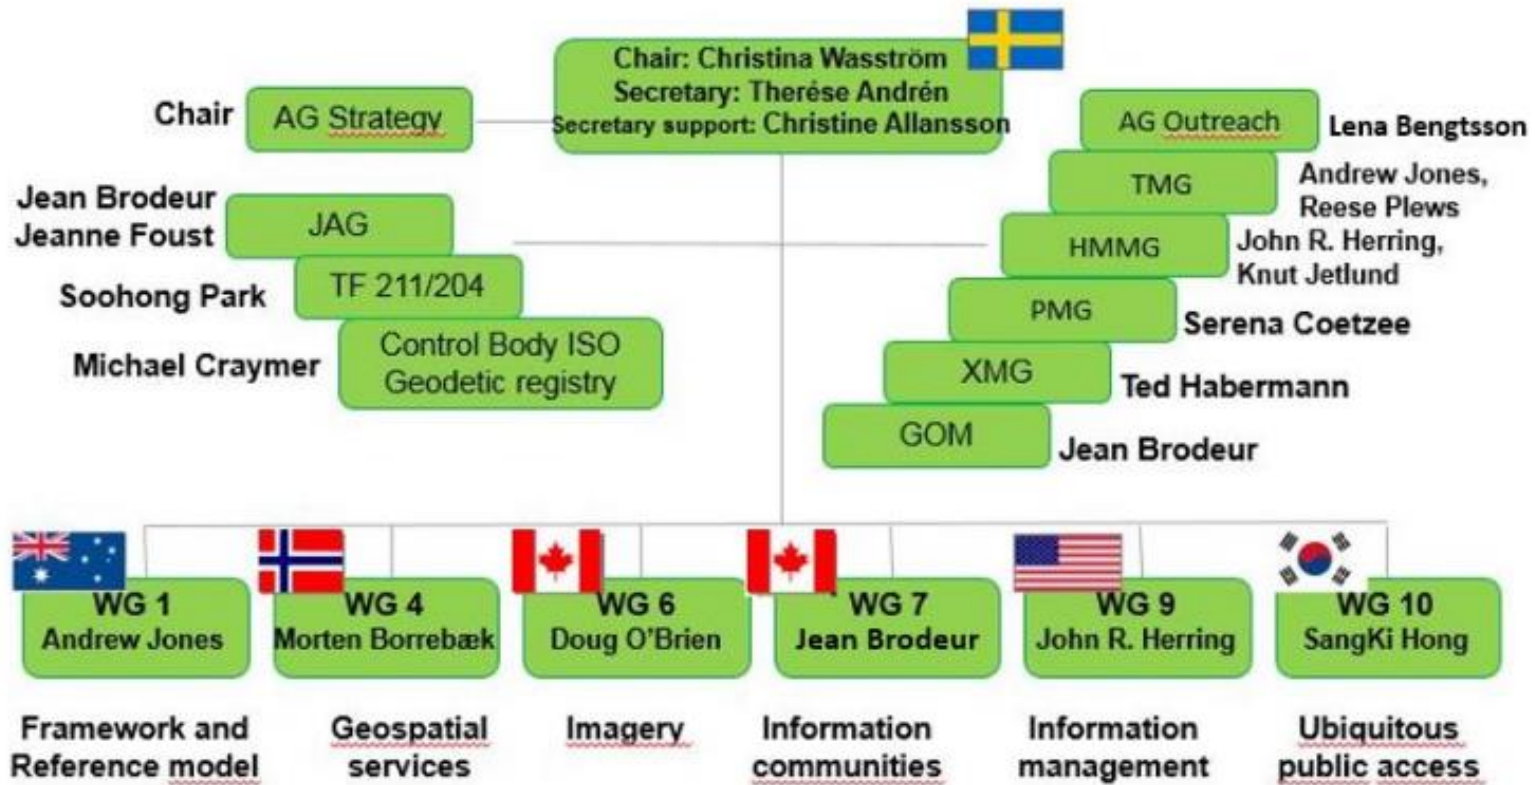 Chair: Christina Wasström
Secretary: Therése Andrén
Secretary support: Christine Allansson
Chair
AG Strategy
Jean Brodeur
Jeanne Foust
JAG
Soohong Park
TF 211/204
Michael Craymer
Control Body ISO
Geodetic registry
AG Outreach
Lena Bengtsson
TMG
Andrew Jones,
Reese Plews
HMMG
John R. Herring,
Knut Jetlund
PMG
Serena Coetzee
XMG
Ted Habermann
GOM
Jean Brodeur
WG 1
Andrew Jones
Framework and
Reference model
WG 4
Morten Borrebæk
Geospatial
services
WG 6
Doug O'Brien
Imagery
WG 7
Jean Brodeur
Information
communities
WG 9
John R. Herring
Information
management
WG 10
SangKi Hong
Ubiquitous
public access